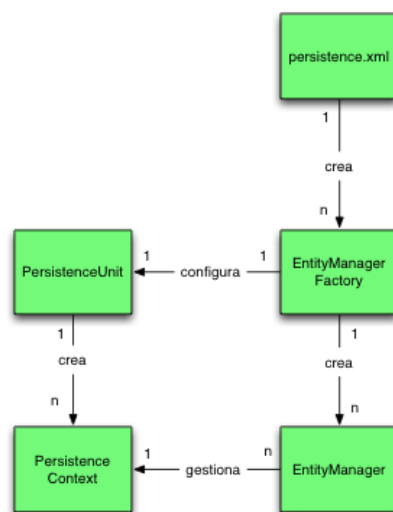 persistence.xml
1
crea
n
PersistenceUnit
1
configura
1
EntityManager
Factory
1
crea
n
1
crea
n
Persistence
Context
1
gestiona
n
EntityManager